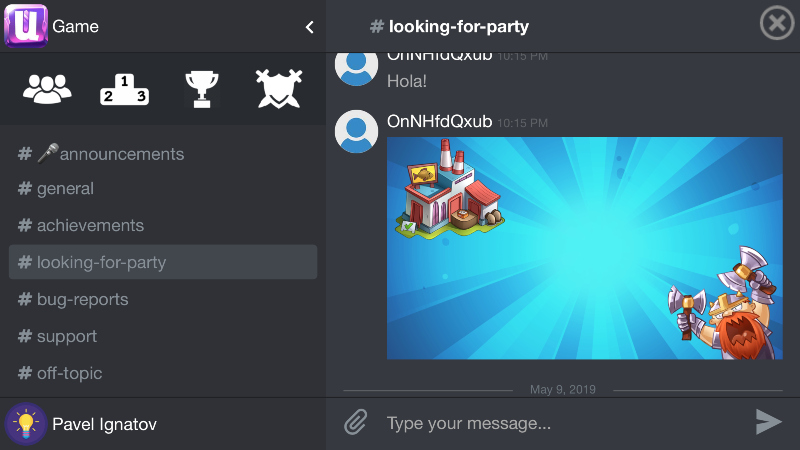 u
Game
1
2 3
# announcements
# general
# achievements
# looking-for-party
# bug-reports
# support
# off-topic
Pavel Ignatov
# looking-for-party
OnNHfdQxub 10:15 PM
Hola!
OnNHfdQxub 10:15 PM
May 9, 2019
Type your message...